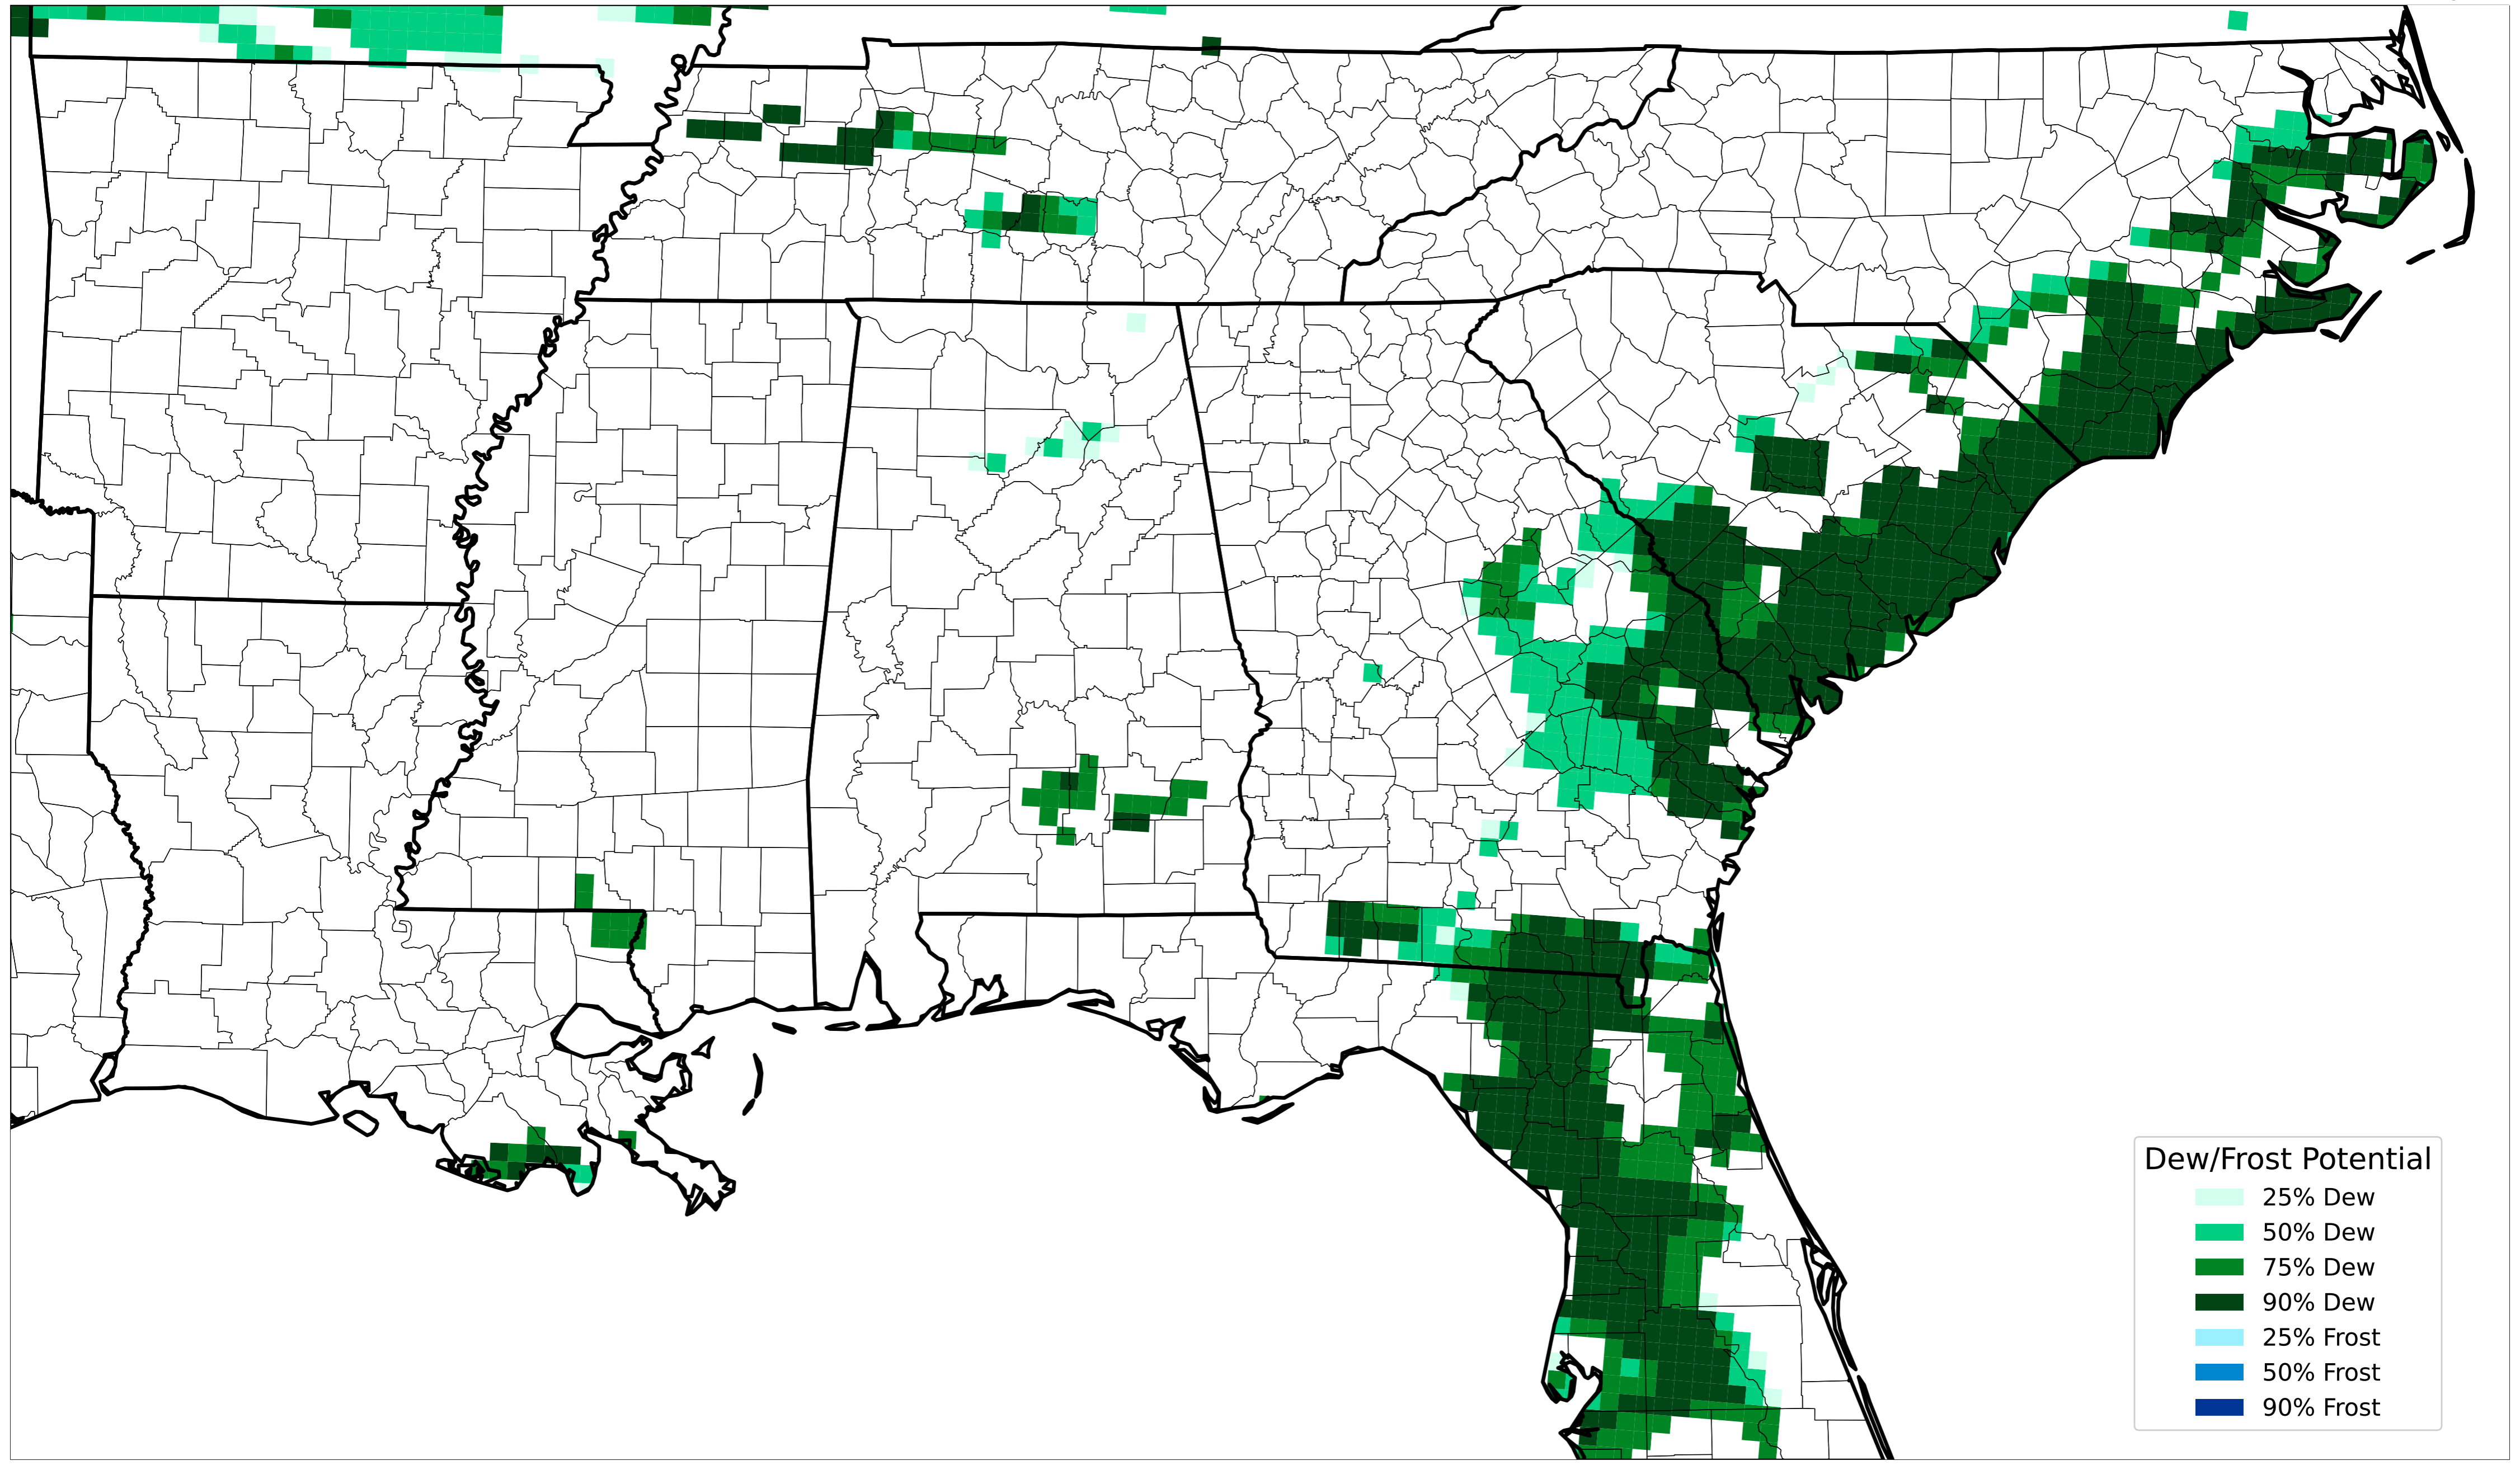 Dew/Frost Potential
25% Dew
50% Dew
75% Dew
90% Dew
25% Frost
50% Frost
90% Frost